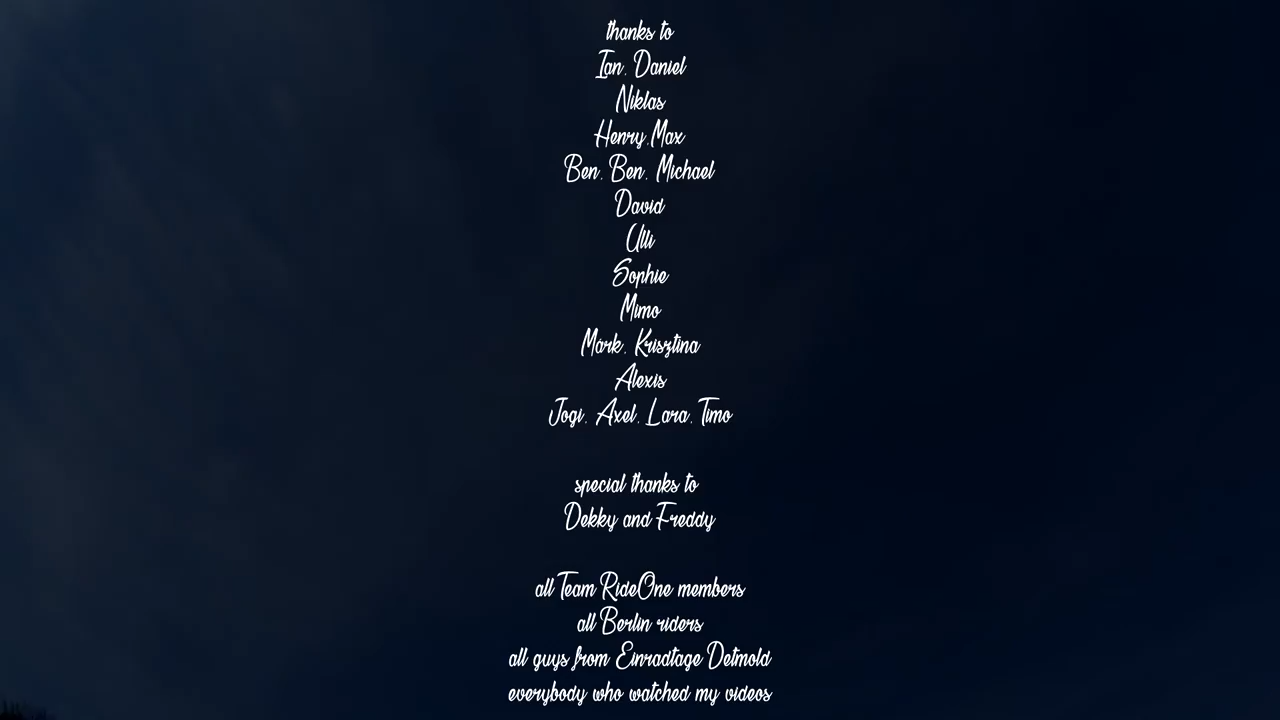 thanks to
Ian, Daniel
Niklas
Henry,Max
Ben, Ben, Michael
David
Ulli
Sophie
Mimo
Márk, Krisztina
Alexis
Jogi, Axel, Lara, Timo
special thanks to
Dekky and Freddy
all Team RideOne members
all Berlin riders
all guys from Einradtage Detmold
everybody who watched my videos